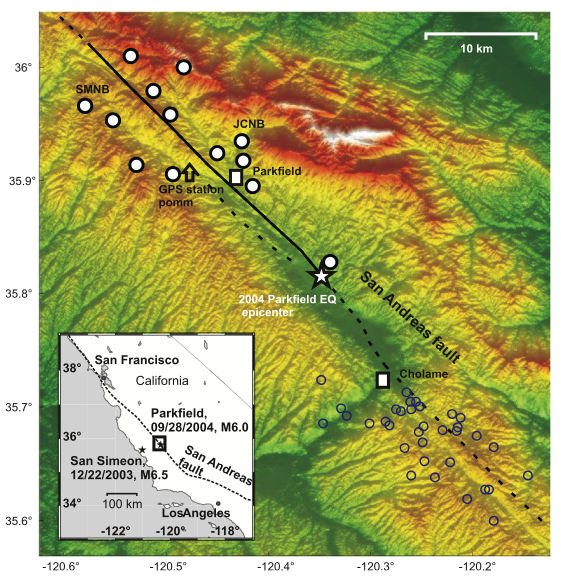 36°
35.9°
35.8°
35.7°
35.6°
-120.6°
-120.5°
-120.4°
-120.3°
-120.2°
10 km
SMNB
JCNB
Parkfield
GPS station
pomm
2004 Parkfield EQ
epicenter
San Andreas fault
Cholame
38°
36°
34°
-122°
-120°
-118°
San Francisco
California
Parkfield,
09/28/2004, M6.0
San Simeon,
12/22/2003, M6.5
San Andreas
fault
100 km
LosAngeles